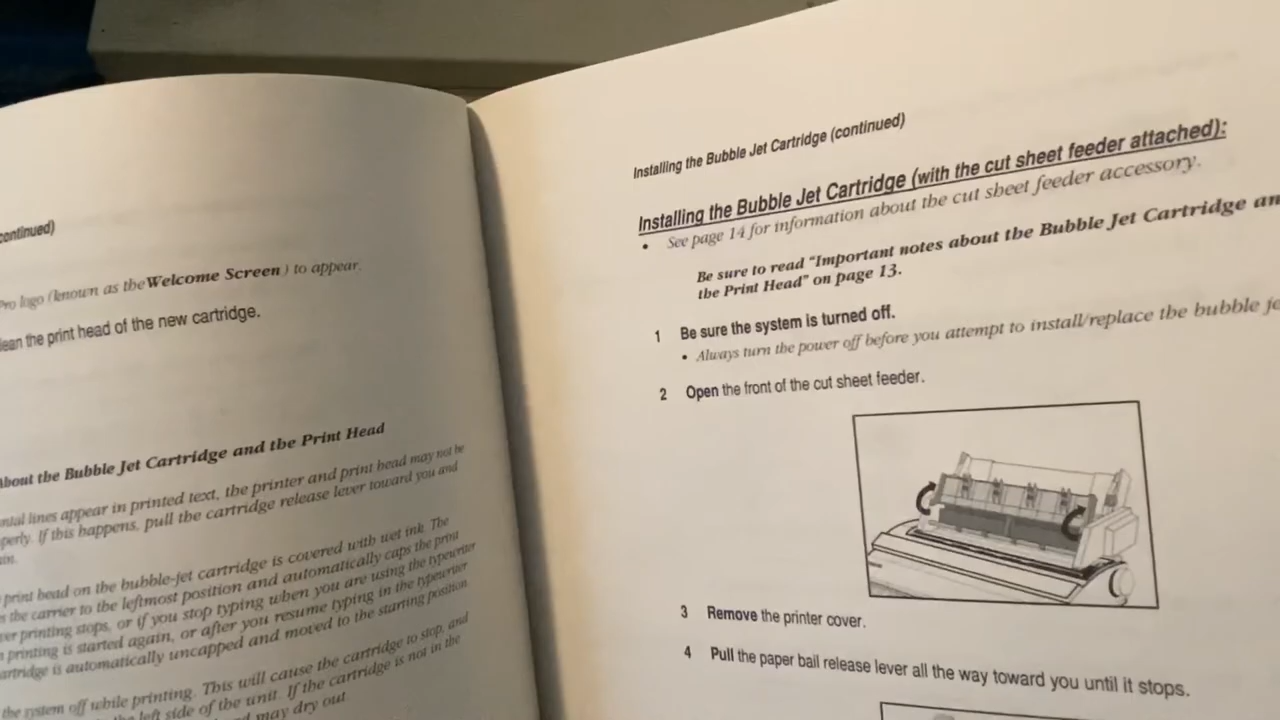 continued)
Pro logo (known as the Welcome Screen) to appear.
lean the print head of the new cartridge.
About the Bubble Jet Cartridge and the Print Head
ntal lines appear in printed text, the printer and print head may not be
perly. If this happens, pull the cartridge release lever toward you and
print head on the bubble-jet cartridge is covered with wet ink. The
s the carrier to the leftmost position and automatically caps the print
ver printing stops, or if you stop typing when you are using the typewriter
printing is started again, or after you resume typing in the typewriter
artridge is automatically uncapped and moved to the starting position
the system off while printing. This will cause the cartridge to stop, and
the left side of the unit. If the cartridge is not in the
may dry out
Installing the Bubble Jet Cartridge (continued)
Installing the Bubble Jet Cartridge (with the cut sheet feeder attached):
• See page 14 for information about the cut sheet feeder accessory.
Be sure to read "Important notes about the Bubble Jet Cartridge an
the Print Head" on page 13.
1 Be sure the system is turned off.
• Always turn the power off before you attempt to install/replace the bubble je
2 Open the front of the cut sheet feeder.
3 Remove the printer cover.
4 Pull the paper bail release lever all the way toward you until it stops.